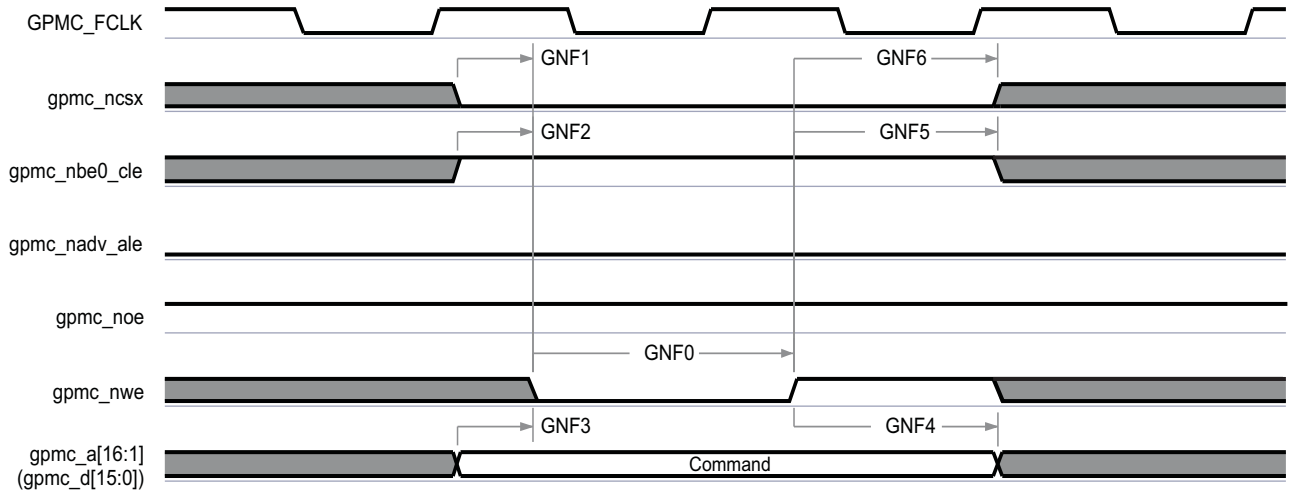 GPMC_FCLK
GNF1 GNF6
gpmc_ncsx
GNF2 GNF5
gpmc_nbe0_cle
gpmc_nadv_ale
gpmc_noe
GNF0
gpmc_nwe
GNF3 GNF4
gpmc_a[16:1]
(gpmc_d[15:0])
Command